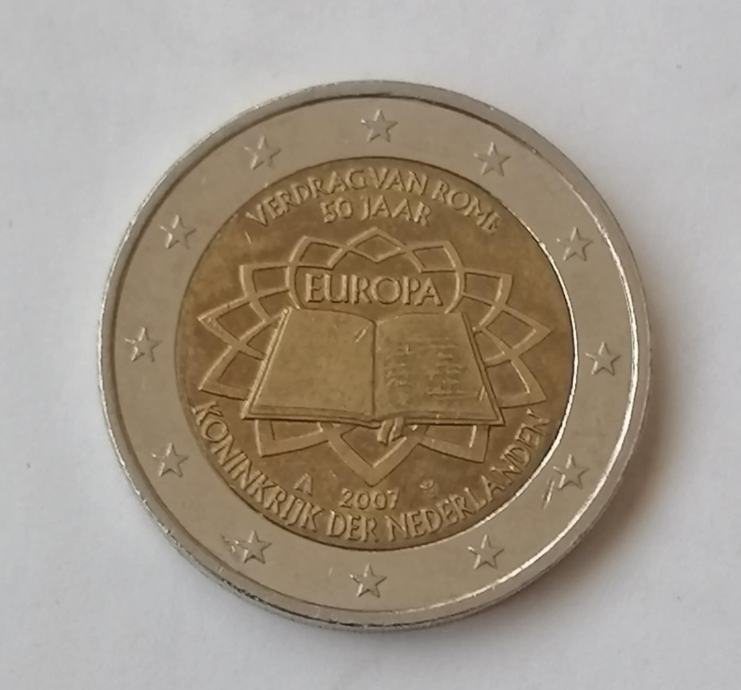 VERDRAG VAN ROME
50 JAAR
EUROPA
A 2007
KONINKRIJK DER NEDERLANDEN